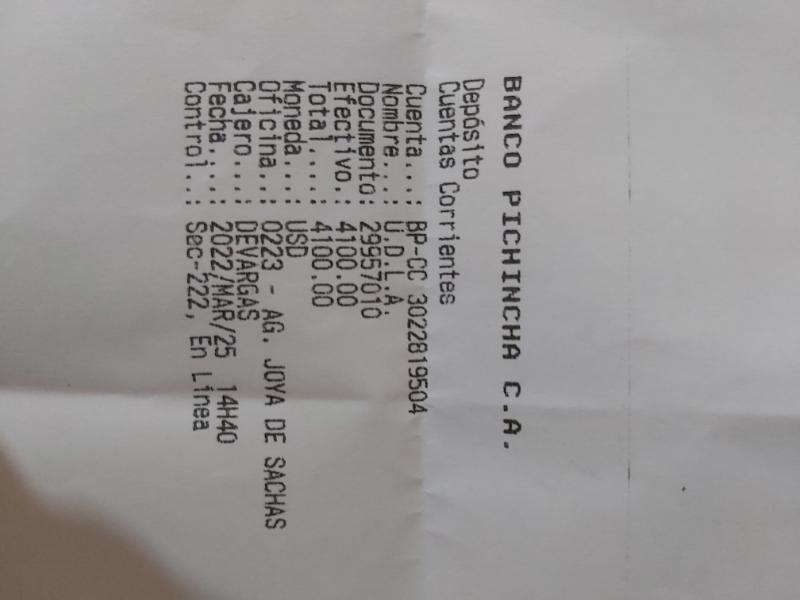 BANCO PICHINCHA C.A.
Depósito
Cuentas Corrientes
Cuenta...: BP-CC 3022819504
Nombre...: U.D.L.A.
Documento: 29957010
Efectivo.: 4100.00
Total....: 4100.00
Moneda...: USD
Oficina..: 0223 - AG. JOYA DE SACHAS
Cajero...: DEVARGAS
Fecha....: 2022/MAR/25 14H40
Control..: Sec-222, En Línea